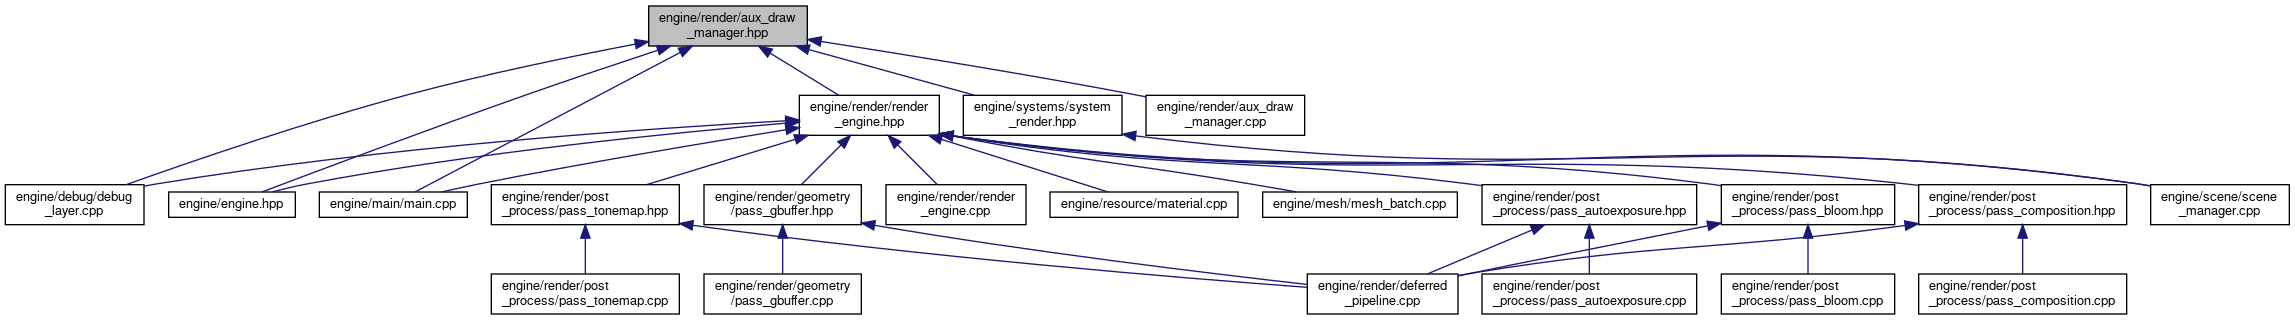 engine/render/aux_draw
_manager.hpp
engine/render/render
_engine.hpp
engine/systems/system
_render.hpp
engine/render/aux_draw
_manager.cpp
engine/debug/debug
_layer.cpp
engine/engine.hpp
engine/main/main.cpp
engine/render/post
_process/pass_tonemap.hpp
engine/render/geometry
/pass_gbuffer.hpp
engine/render/render
_engine.cpp
engine/resource/material.cpp
engine/mesh/mesh_batch.cpp
engine/render/post
_process/pass_autoexposure.hpp
engine/render/post
_process/pass_bloom.hpp
engine/render/post
_process/pass_composition.hpp
engine/scene/scene
_manager.cpp
engine/render/post
_process/pass_tonemap.cpp
engine/render/geometry
/pass_gbuffer.cpp
engine/render/deferred
_pipeline.cpp
engine/render/post
_process/pass_autoexposure.cpp
engine/render/post
_process/pass_bloom.cpp
engine/render/post
_process/pass_composition.cpp